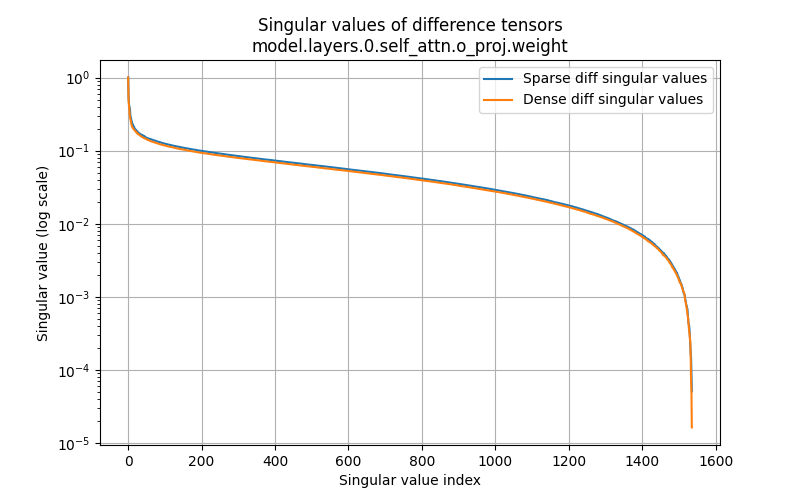 Singular values of difference tensors
model.layers.0.self_attn.o_proj.weight
Sparse diff singular values
Dense diff singular values
Singular value (log scale)
10⁰
10⁻¹
10⁻²
10⁻³
10⁻⁴
10⁻⁵
0 200 400 600 800 1000 1200 1400 1600
Singular value index